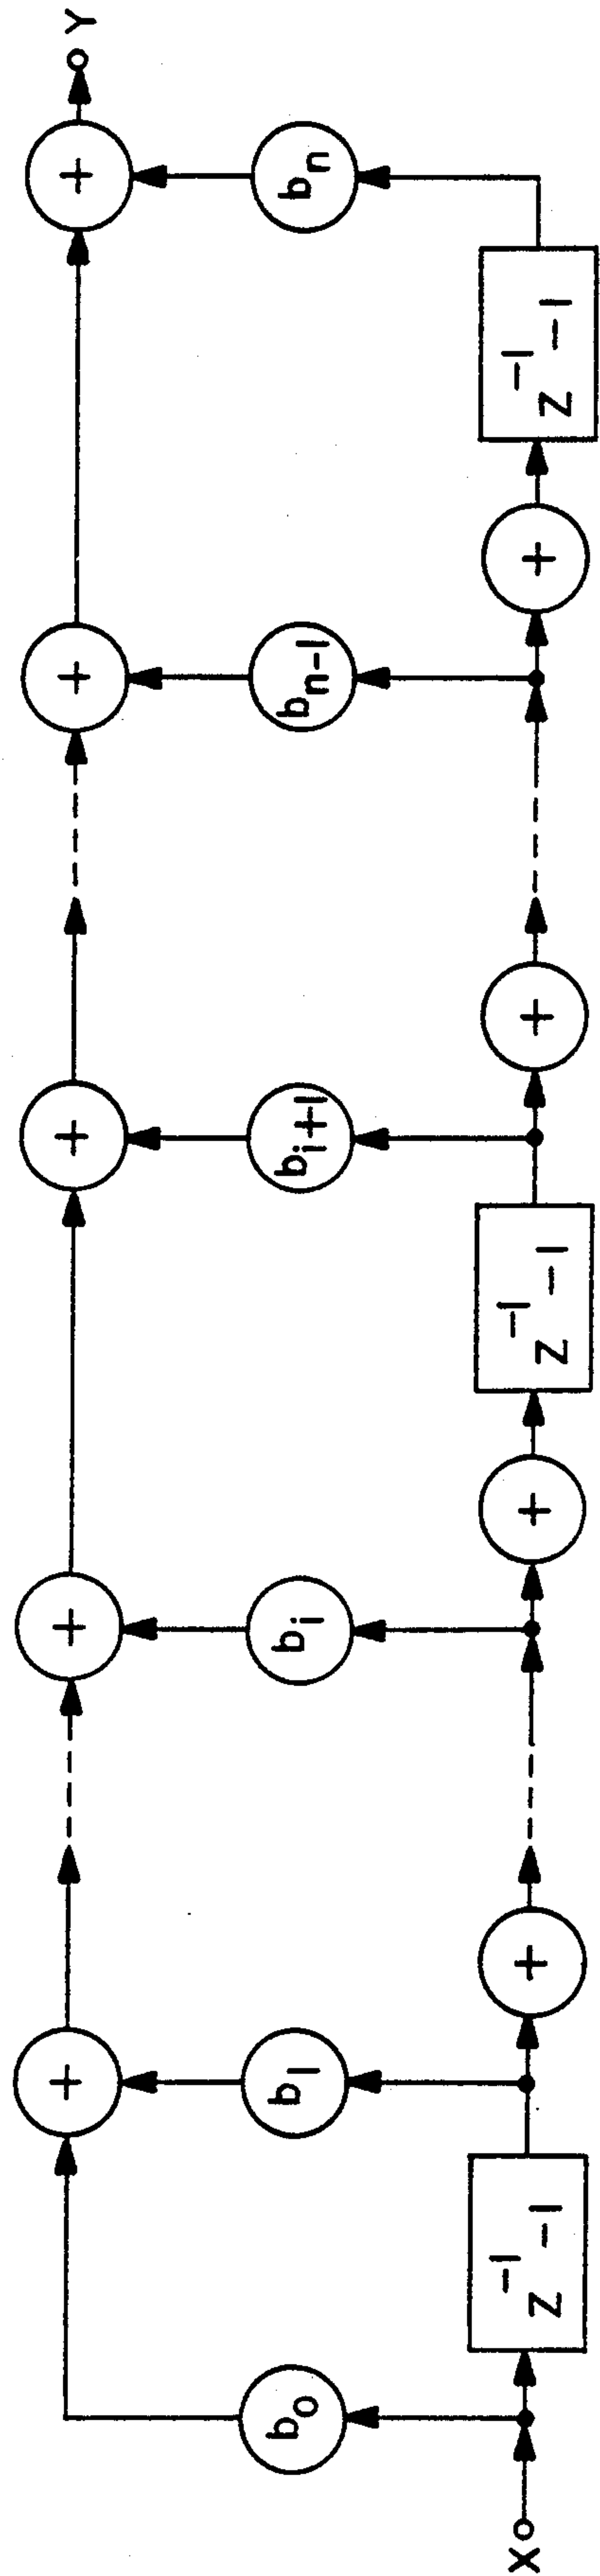 X
b₀
z⁻¹ − 1
b₁
+
+
bᵢ
+
+
z⁻¹ − 1
bᵢ₊₁
+
+
bₙ₋₁
+
+
z⁻¹ − 1
bₙ
+
Y